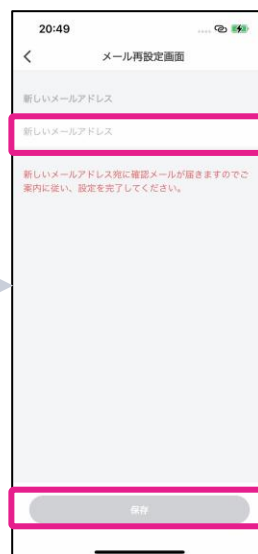 20:49
メール再設定画面
新しいメールアドレス
新しいメールアドレス
新しいメールアドレス宛に確認メールが届きますのでご
案内に従い、設定を完了してください。
保存